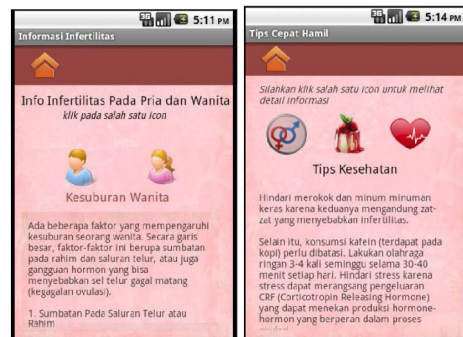 3G 5:11 PM
Informasi Infertilitas
Info Infertilitas Pada Pria dan Wanita
klik pada salah satu icon
Kesuburan Wanita
Ada beberapa faktor yang mempengaruhi
kesuburan seorang wanita. Secara garis
besar, faktor-faktor ini berupa sumbatan
pada rahim dan saluran telur, atau juga
gangguan hormon yang bisa
menyebabkan sel telur gagal matang
(kegagalan ovulasi).
1. Sumbatan Pada Saluran Telur atau
Rahim
3G 5:14 PM
Tips Cepat Hamil
Silankan klik salah satu icon untuk melihat
detail informasi
Tips Kesehatan
Hindari merokok dan minum minuman
keras karena keduanya mengandung zat-
zat yang menyebabkan infertilitas.
Selain itu, konsumsi kafein (terdapat pada
kopi) perlu dibatasi. Lakukan olahraga
ringan 3-4 kali seminggu selama 30-40
menit setiap hari. Hindari stress karena
stress dapat merangsang pengeluaran
CRF (Corticotropin Releasing Hormone)
yang dapat menekan produksi hormone-
hormon yang berperan dalam proses